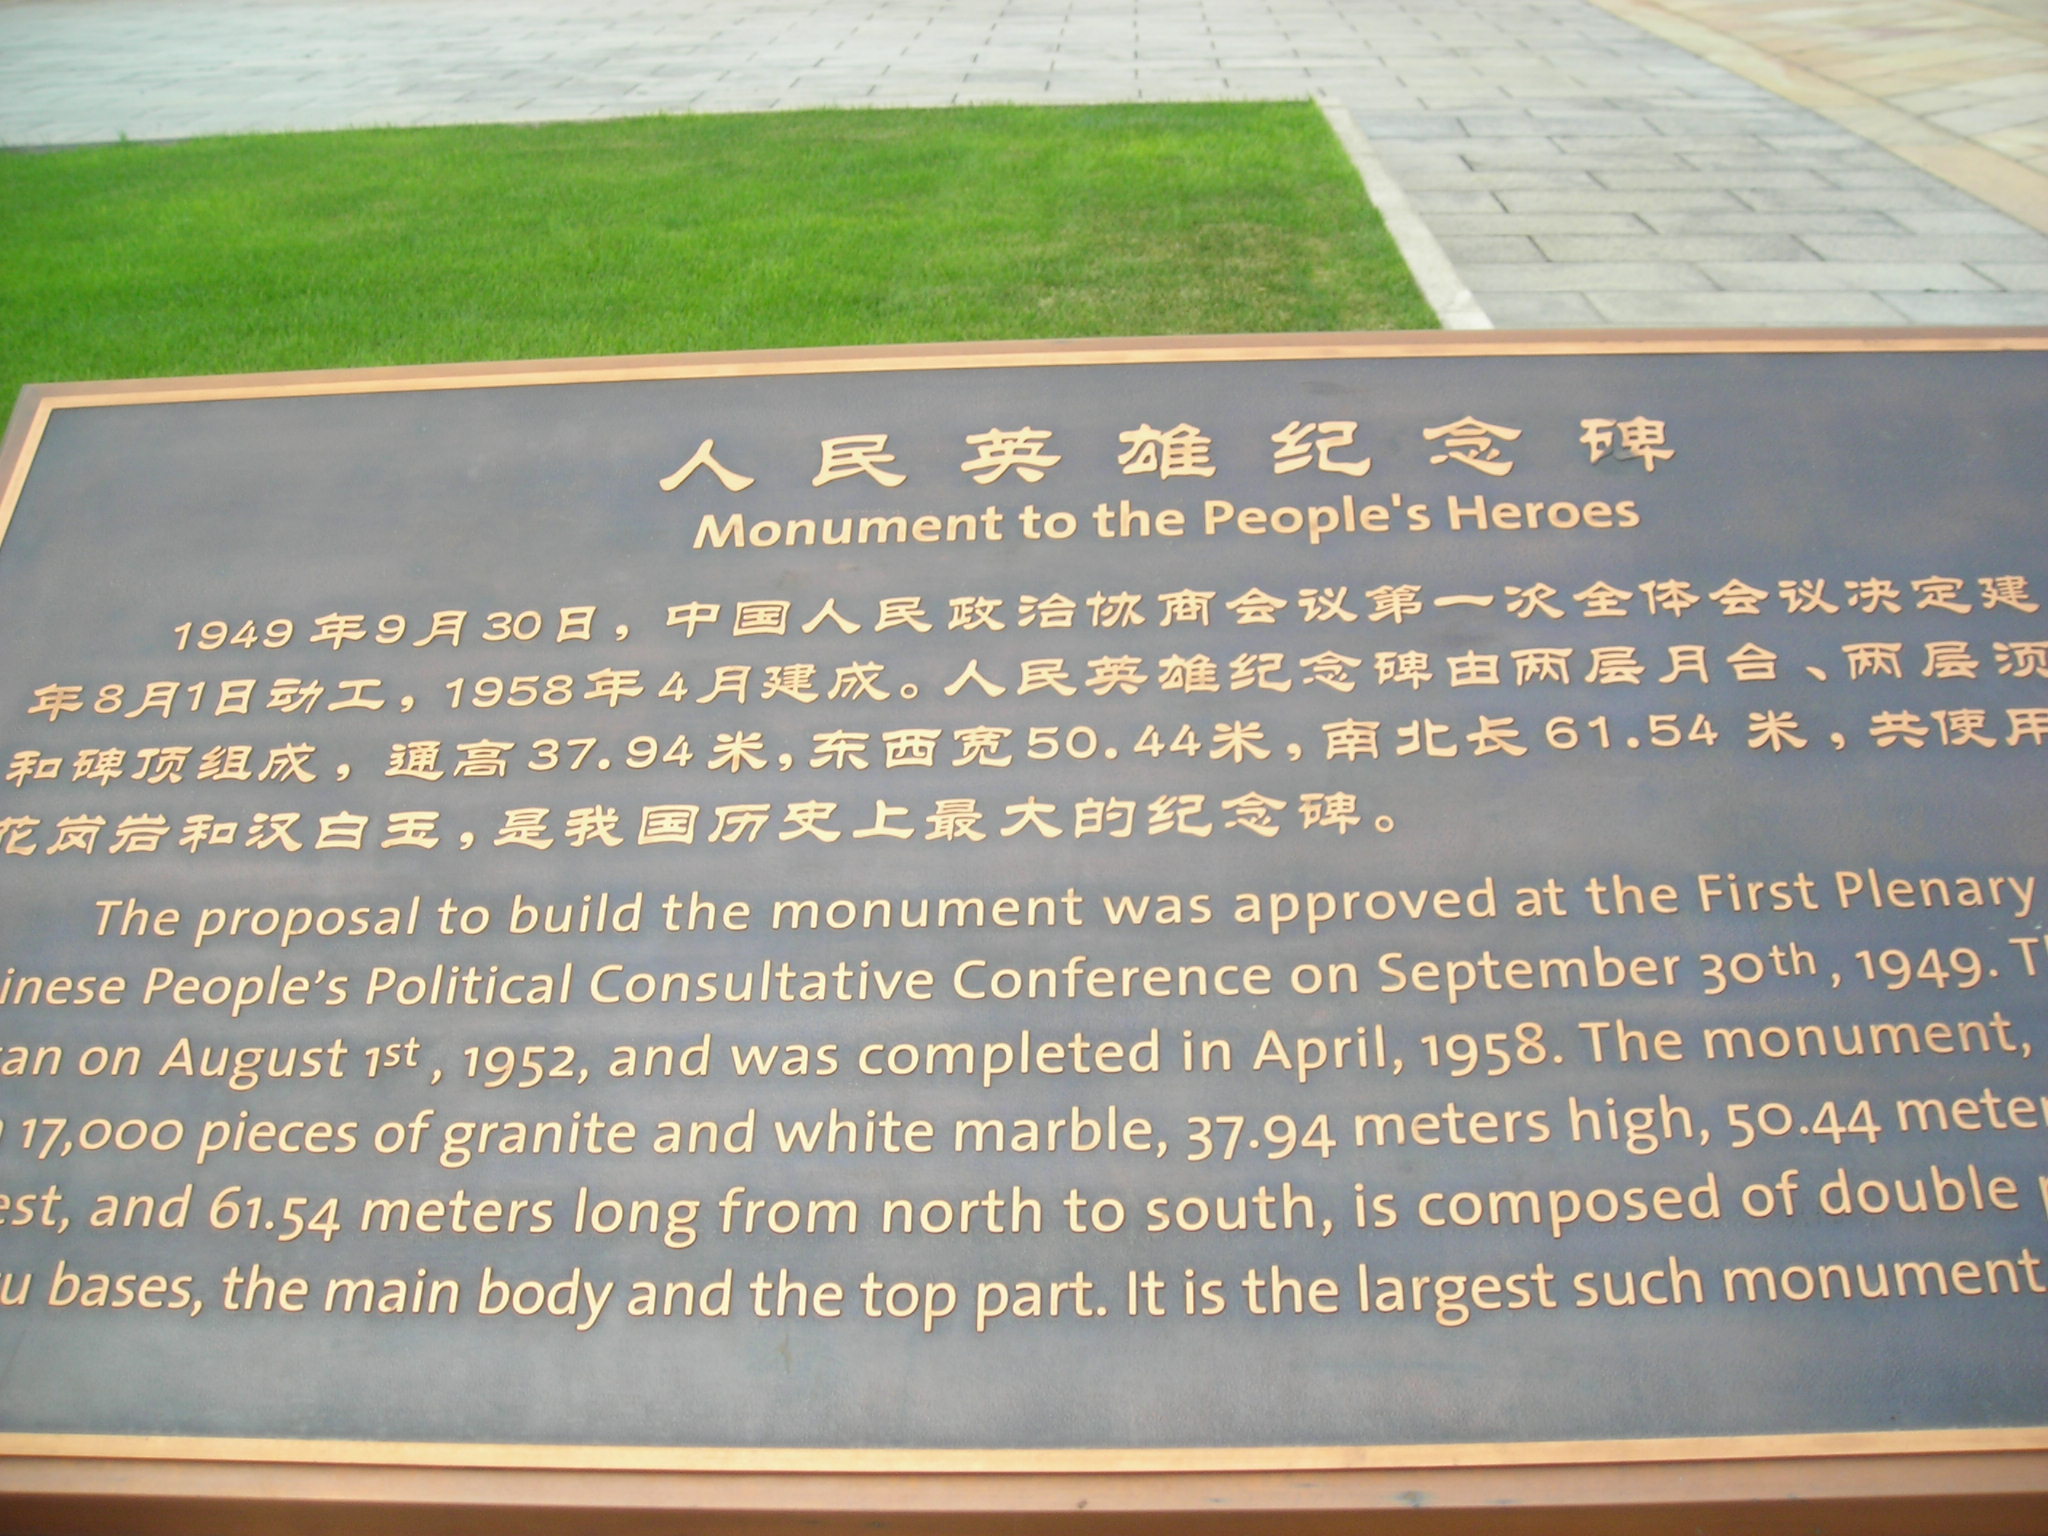 人民英雄纪念碑
Monument to the People's Heroes
1949年9月30日，中国人民政治协商会议第一次全体会议决定建
年8月1日动工，1958年4月建成。人民英雄纪念碑由两层月台、两层须
和碑顶组成，通高37.94米，东西宽50.44米，南北长61.54米，共使用
花岗岩和汉白玉，是我国历史上最大的纪念碑。
The proposal to build the monument was approved at the First Plenary
inese People’s Political Consultative Conference on September 30th, 1949. T
an on August 1st, 1952, and was completed in April, 1958. The monument,
17,000 pieces of granite and white marble, 37.94 meters high, 50.44 meter
est, and 61.54 meters long from north to south, is composed of double
u bases, the main body and the top part. It is the largest such monument